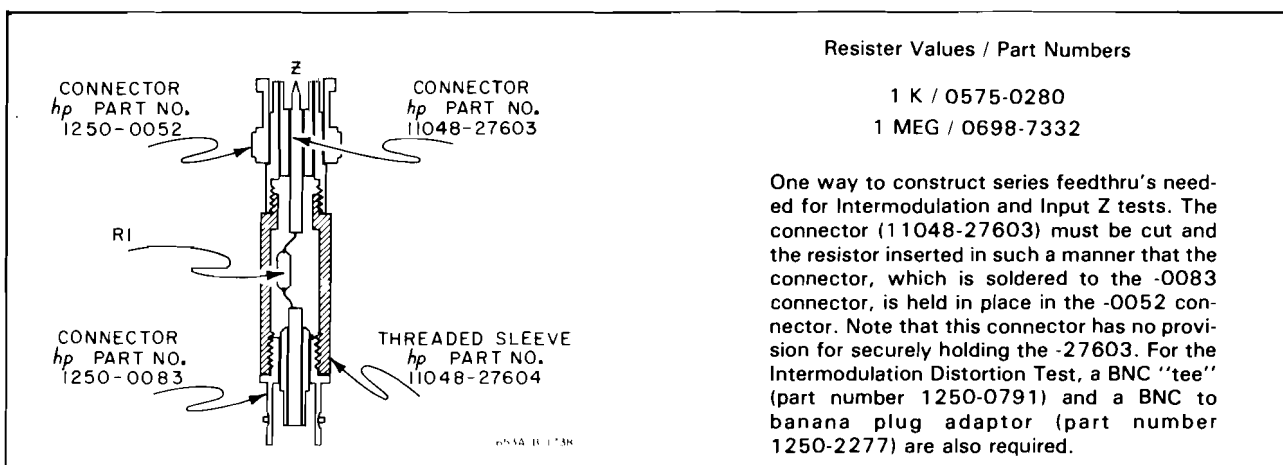 Z
CONNECTOR
hp PART NO.
1250-0052
CONNECTOR
hp PART NO.
11048-27603
R1
CONNECTOR
hp PART NO.
1250-0083
THREADED SLEEVE
hp PART NO.
11048-27604
Resister Values / Part Numbers
1 K / 0575-0280
1 MEG / 0698-7332
One way to construct series feedthru's need-
ed for Intermodulation and Input Z tests. The
connector (11048-27603) must be cut and
the resistor inserted in such a manner that the
connector, which is soldered to the -0083
connector, is held in place in the -0052 con-
nector. Note that this connector has no provi-
sion for securely holding the -27603. For the
Intermodulation Distortion Test, a BNC "tee"
(part number 1250-0791) and a BNC to
banana plug adaptor (part number
1250-2277) are also required.